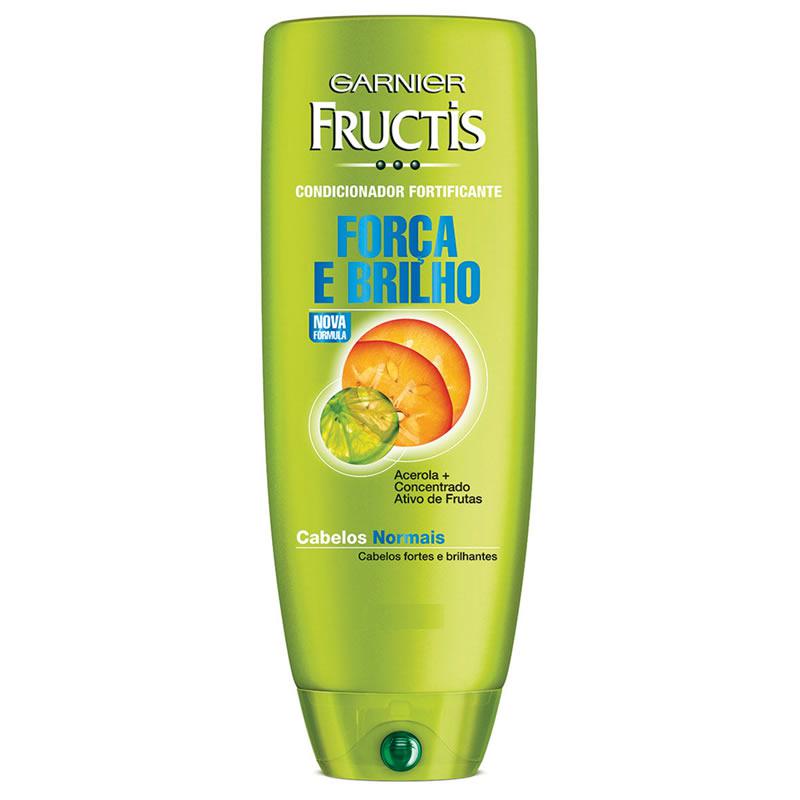 GARNIER
FRUCTIS
CONDICIONADOR FORTIFICANTE
FORÇA
E BRILHO
NOVA
FÓRMULA
Acerola +
Concentrado
Ativo de Frutas
Cabelos Normais
Cabelos fortes e brilhantes